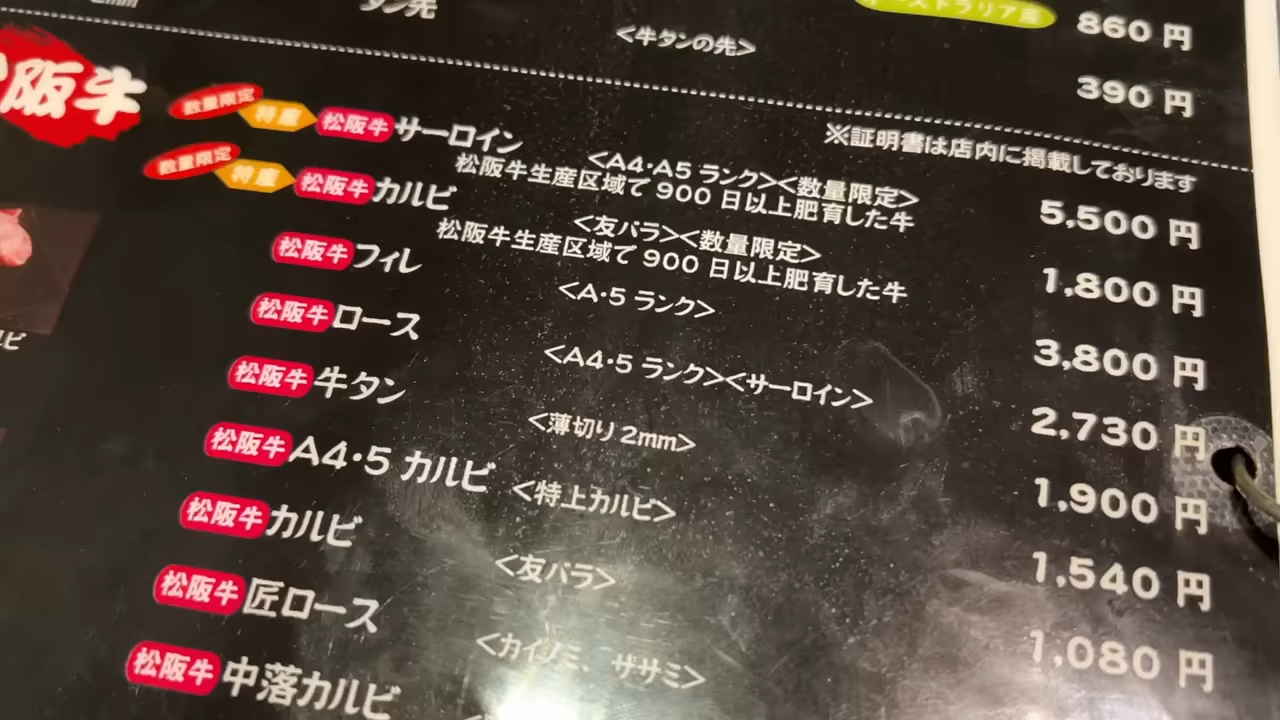 タン先
<牛タンの先>
860 円
390 円
阪牛
※証明書は店内に掲載しております
数量限定 特産 松阪牛 サーロイン <A4・A5 ランク><数量限定> 5,500 円
松阪牛生産区域で 900 日以上肥育した牛
数量限定 特産 松阪牛 カルビ <友バラ><数量限定> 1,800 円
松阪牛生産区域で 900 日以上肥育した牛
松阪牛 フィレ <A・5 ランク> 3,800 円
松阪牛 ロース <A4・5 ランク><サーロイン> 2,730 円
松阪牛 牛タン <薄切り 2mm> 1,900 円
松阪牛 A4・5 カルビ <特上カルビ> 1,540 円
松阪牛 カルビ <友バラ> 1,080 円
松阪牛 匠ロース <カイノミ、ササミ>
松阪牛 中落カルビ